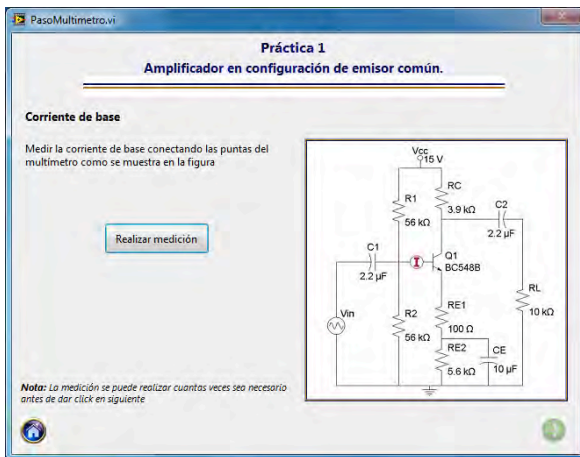 PasoMultimetro.vi
Práctica 1
Amplificador en configuración de emisor común.
Corriente de base
Medir la corriente de base conectando las puntas del
multímetro como se muestra en la figura
Realizar medición
Nota: La medición se puede realizar cuantas veces sea necesario
antes de dar click en siguiente
Vcc
15 V
RC
3.9 kΩ
R1
56 kΩ
C2
2.2 µF
C1
2.2 µF
I
Q1
BC548B
RL
10 kΩ
Vin
R2
56 kΩ
RE1
100 Ω
RE2
5.6 kΩ
CE
10 µF